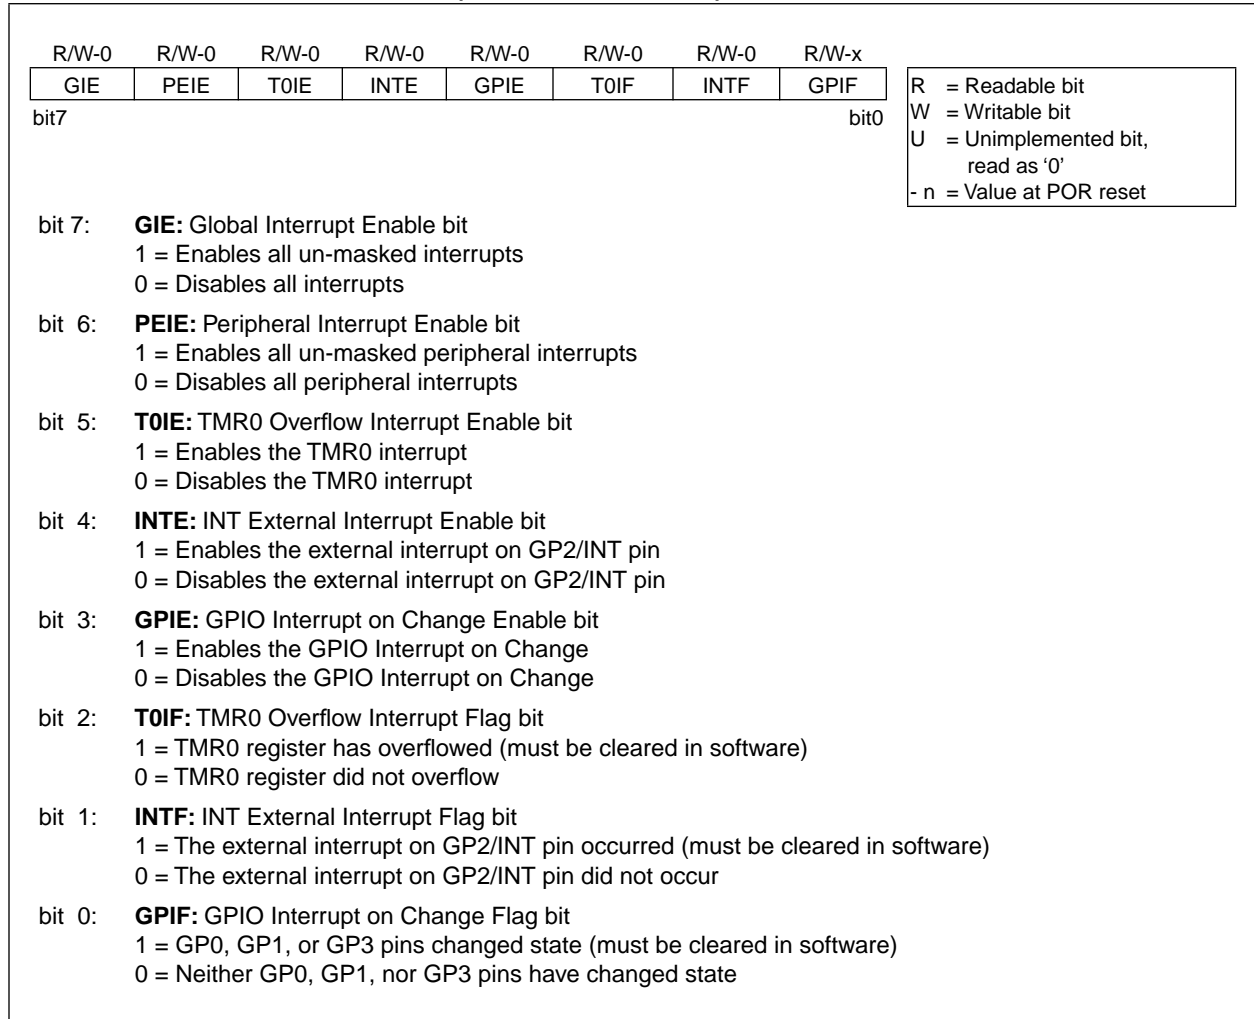 R/W-0 R/W-0 R/W-0 R/W-0 R/W-0 R/W-0 R/W-0 R/W-x
GIE PEIE T0IE INTE GPIE T0IF INTF GPIF
bit7 bit0
R = Readable bit
W = Writable bit
U = Unimplemented bit,
read as ‘0’
- n = Value at POR reset
bit 7: GIE: Global Interrupt Enable bit
1 = Enables all un-masked interrupts
0 = Disables all interrupts
bit 6: PEIE: Peripheral Interrupt Enable bit
1 = Enables all un-masked peripheral interrupts
0 = Disables all peripheral interrupts
bit 5: T0IE: TMR0 Overflow Interrupt Enable bit
1 = Enables the TMR0 interrupt
0 = Disables the TMR0 interrupt
bit 4: INTE: INT External Interrupt Enable bit
1 = Enables the external interrupt on GP2/INT pin
0 = Disables the external interrupt on GP2/INT pin
bit 3: GPIE: GPIO Interrupt on Change Enable bit
1 = Enables the GPIO Interrupt on Change
0 = Disables the GPIO Interrupt on Change
bit 2: T0IF: TMR0 Overflow Interrupt Flag bit
1 = TMR0 register has overflowed (must be cleared in software)
0 = TMR0 register did not overflow
bit 1: INTF: INT External Interrupt Flag bit
1 = The external interrupt on GP2/INT pin occurred (must be cleared in software)
0 = The external interrupt on GP2/INT pin did not occur
bit 0: GPIF: GPIO Interrupt on Change Flag bit
1 = GP0, GP1, or GP3 pins changed state (must be cleared in software)
0 = Neither GP0, GP1, nor GP3 pins have changed state